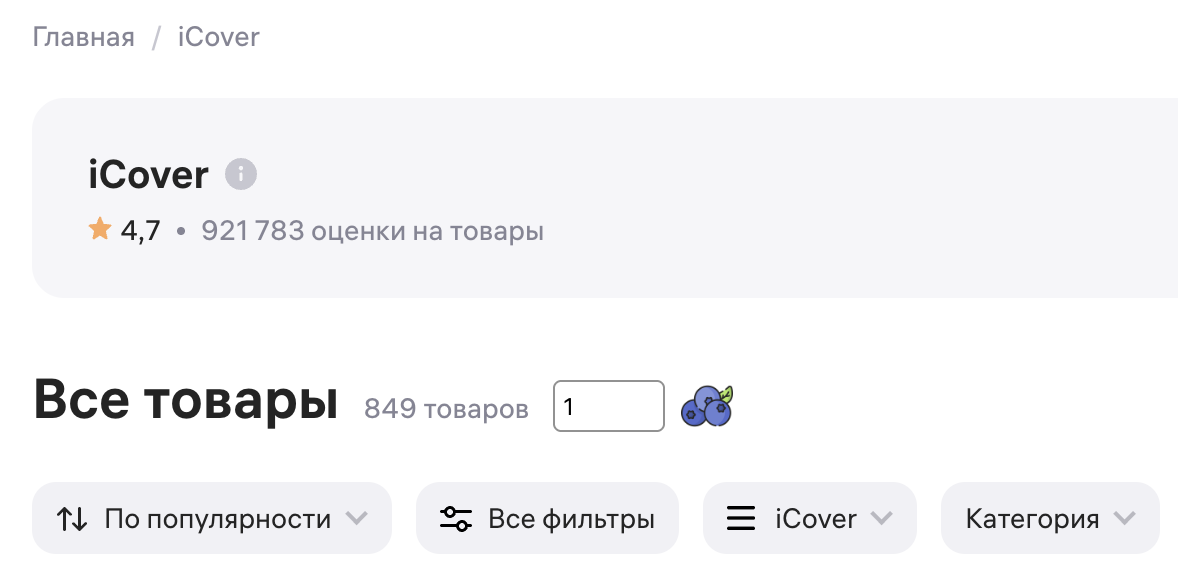 Главная / iCover
iCover
4,7 • 921 783 оценки на товары
Все товары 849 товаров 1
По популярности Все фильтры iCover Категория